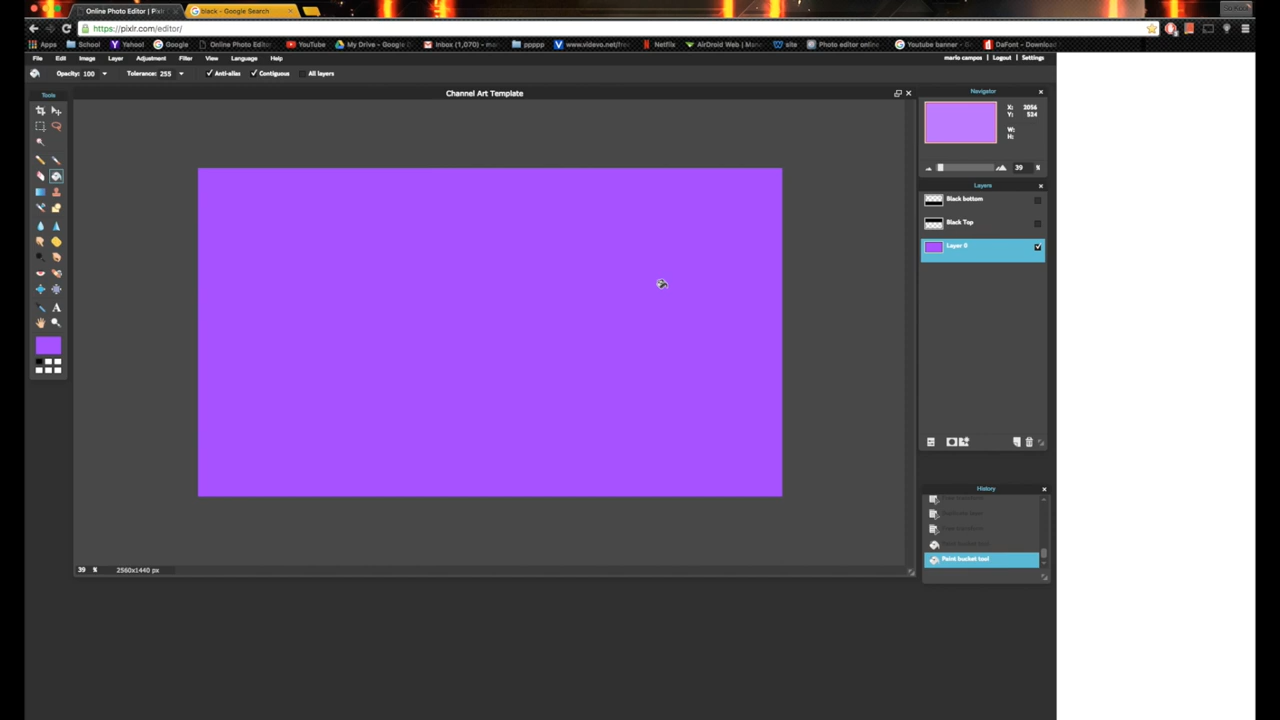 Online Photo Editor | Pixlr
black - Google Search
https://pixlr.com/editor/
Apps School Yahoo Google Online Photo Edit YouTube My Drive - Google D Inbox (1,070) - ma ppppp www.videvo.net/free Netflix AirDroid Web | Man site Photo editor online Youtube banner - G DaFont - Download
File Edit Image Layer Adjustment Filter View Language Help mario campos | Logout | Settings
Opacity: 100 Tolerance: 255 Anti-alias Contiguous All layers
Tools
Channel Art Template
Navigator
X: 3056
Y: 534
W:
H:
39 %
Layers
Black bottom
Black Top
Layer 0
History
Paint bucket tool
39 % 2560x1440 px